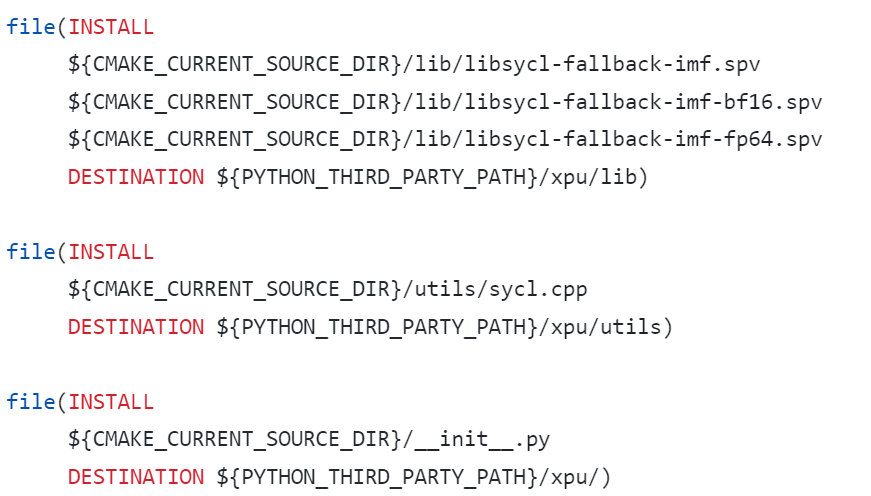 file(INSTALL
${CMAKE_CURRENT_SOURCE_DIR}/lib/libsycl-fallback-imf.spv
${CMAKE_CURRENT_SOURCE_DIR}/lib/libsycl-fallback-imf-bf16.spv
${CMAKE_CURRENT_SOURCE_DIR}/lib/libsycl-fallback-imf-fp64.spv
DESTINATION ${PYTHON_THIRD_PARTY_PATH}/xpu/lib)
file(INSTALL
${CMAKE_CURRENT_SOURCE_DIR}/utils/sycl.cpp
DESTINATION ${PYTHON_THIRD_PARTY_PATH}/xpu/utils)
file(INSTALL
${CMAKE_CURRENT_SOURCE_DIR}/__init__.py
DESTINATION ${PYTHON_THIRD_PARTY_PATH}/xpu/)